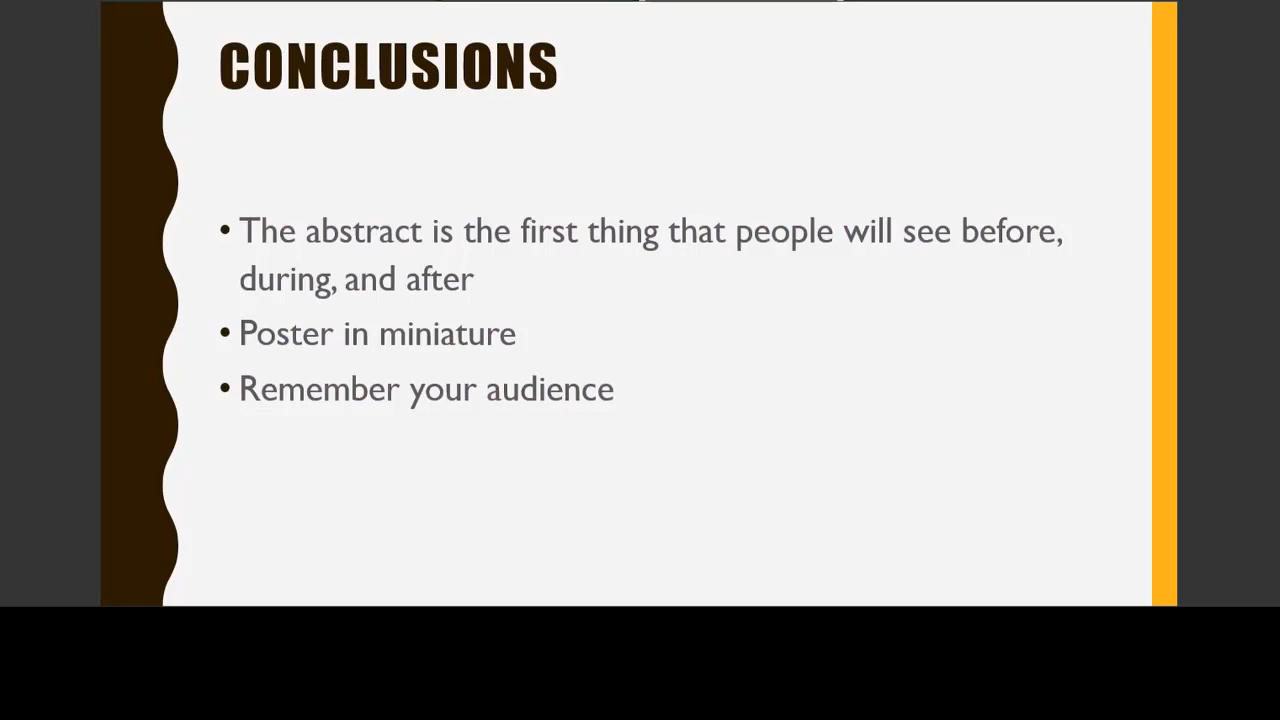 CONCLUSIONS
• The abstract is the first thing that people will see before,
during, and after
• Poster in miniature
• Remember your audience